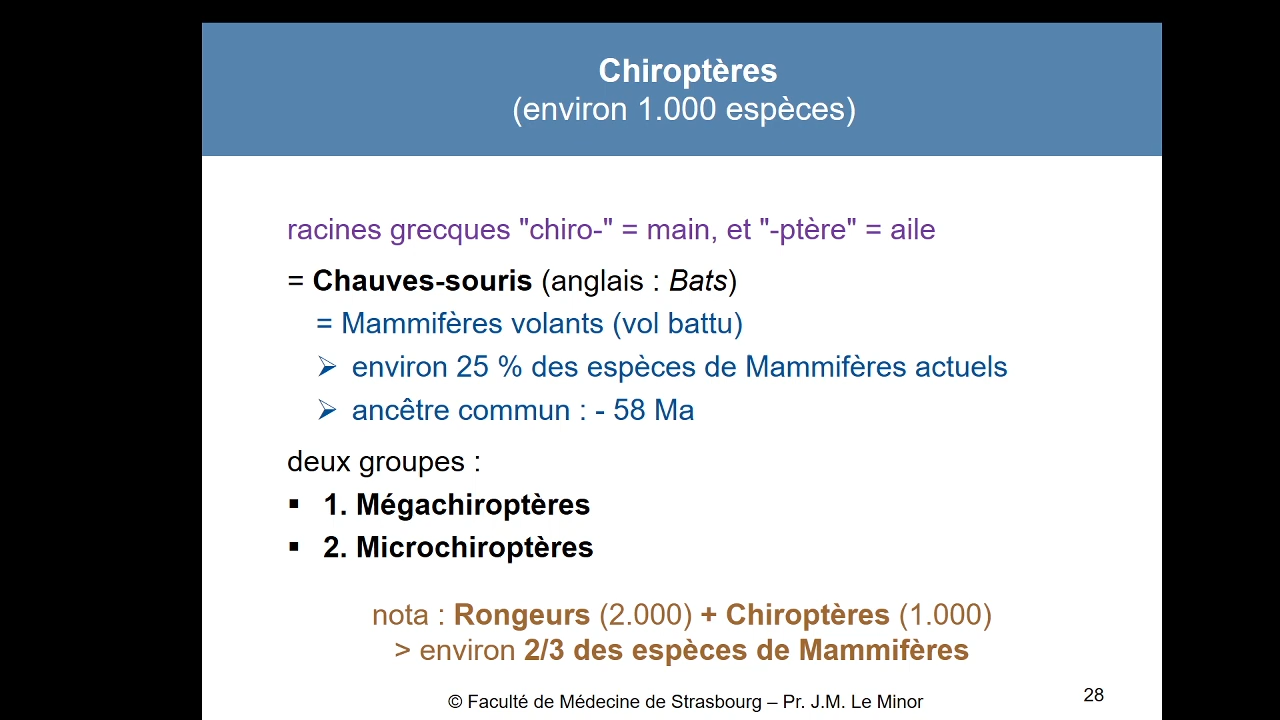 Chiroptères
(environ 1.000 espèces)
racines grecques "chiro-" = main, et "-ptère" = aile
= Chauves-souris (anglais : Bats)
= Mammifères volants (vol battu)
➢ environ 25 % des espèces de Mammifères actuels
➢ ancêtre commun : - 58 Ma
deux groupes :
▪ 1. Mégachiroptères
▪ 2. Microchiroptères
nota : Rongeurs (2.000) + Chiroptères (1.000)
> environ 2/3 des espèces de Mammifères
© Faculté de Médecine de Strasbourg – Pr. J.M. Le Minor
28